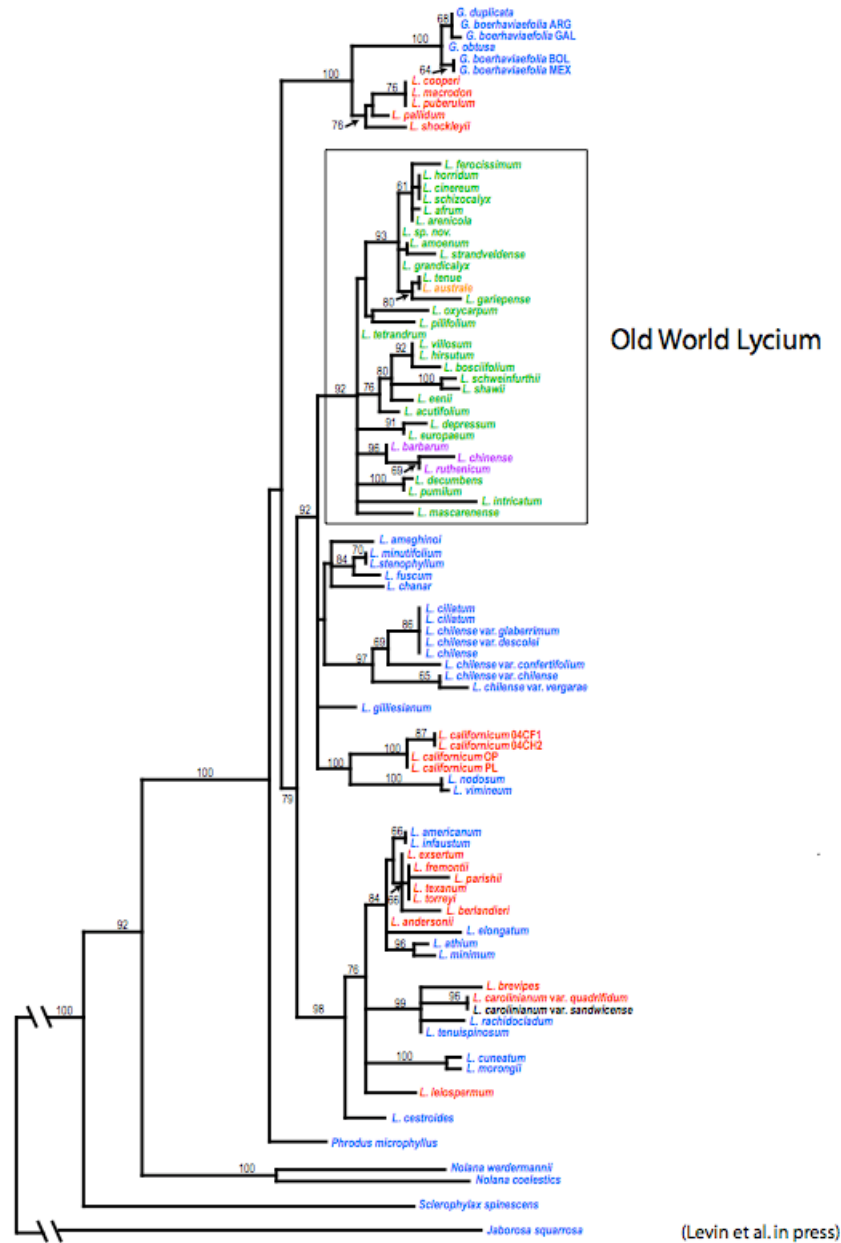 G. duplicata
68
G. boerhaviaefolia ARG
G. boerhaviaefolia GAL
100
G. obtusa
G. boerhaviaefolia BOL
64
G. boerhaviaefolia MEX
100
L. cooperi
76
L. macrodon
L. puberulum
L. pallidum
76
L. shockleyii
L. ferocissimum
L. horridum
61
L. cinereum
L. schizocalyx
L. afrum
L. arenicola
L. sp. nov.
93
L. amoenum
L. strandveldense
L. grandicalyx
L. tenue
L. australe
80
L. gariepense
L. oxycarpum
L. pilifolium
L. tetrandrum
Old World Lycium
L. villosum
92
L. hirsutum
L. bosciifolium
80
L. schweinfurthii
100
L. shawii
92
76
L. eenii
L. acutifolium
L. depressum
91
L. europaeum
L. barbarum
96
L. chinense
69
L. ruthenicum
L. decumbens
100
L. pumilum
L. intricatum
L. mascarenense
92
L. ameghinoi
70
L. minutifolium
84
L.stenophyllum
L. fuscum
L. chanar
L. ciliatum
L. ciliatum
86
L. chilense var. glaberrimum
69
L. chilense var. descolei
L. chilense
97
L. chilense var. confertifolium
65
L. chilense var. chilense
L. chilense var. vergarae
L. gilliesianum
87
L. californicum 04CF1
L. californicum 04CH2
100
L. californicum OP
100
L. californicum PL
100
L. nodosum
L. vimineum
100
79
66
L. americanum
L. infaustum
L. exsertum
L. fremontii
L. parishii
84
L. texanum
66
L. torreyi
L. berlandieri
L. andersonii
L. elongatum
96
L. athium
L. minimum
92
76
L. brevipes
99
96
L. carolinianum var. quadrifidum
L. carolinianum var. sandwicense
100
98
L. rachidocladum
L. tenuispinosum
100
L. cuneatum
L. morongii
L. leiospermum
L. cestroides
Phrodus microphyllus
100
Nolana werdermannii
Nolana coelestics
Sclerophylax spinescens
Jaborosa squarrosa
(Levin et al. in press)